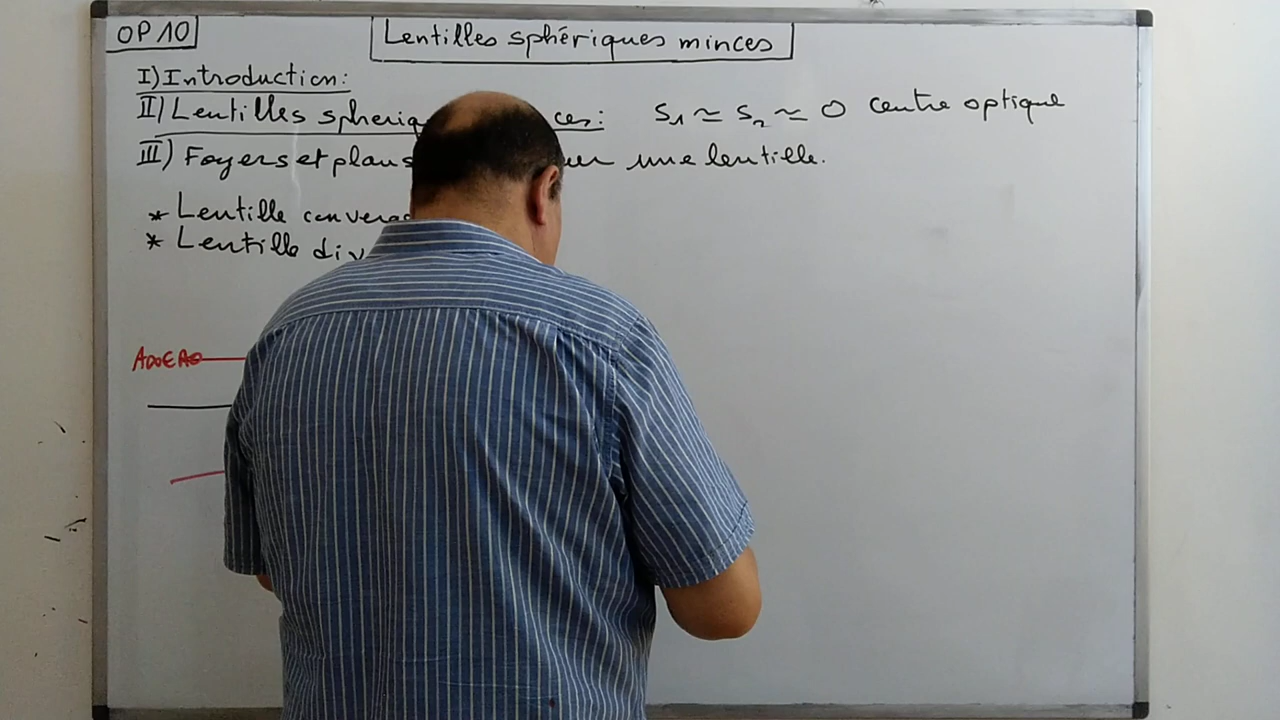 OP10
Lentilles sphériques minces
I) Introduction:
II) Lentilles spheriq ces: S1 ≃ S2 ≃ O centre optique
III) Foyers et plans une lentille.
* Lentille converg
* Lentille div